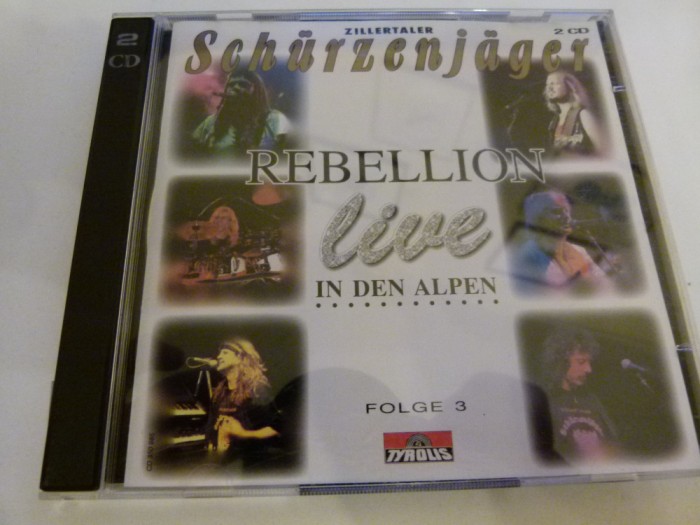 2
CD
ZILLERTALER
2 CD
Schürzenjäger
REBELLION
live
IN DEN ALPEN
FOLGE 3
TYROLIS